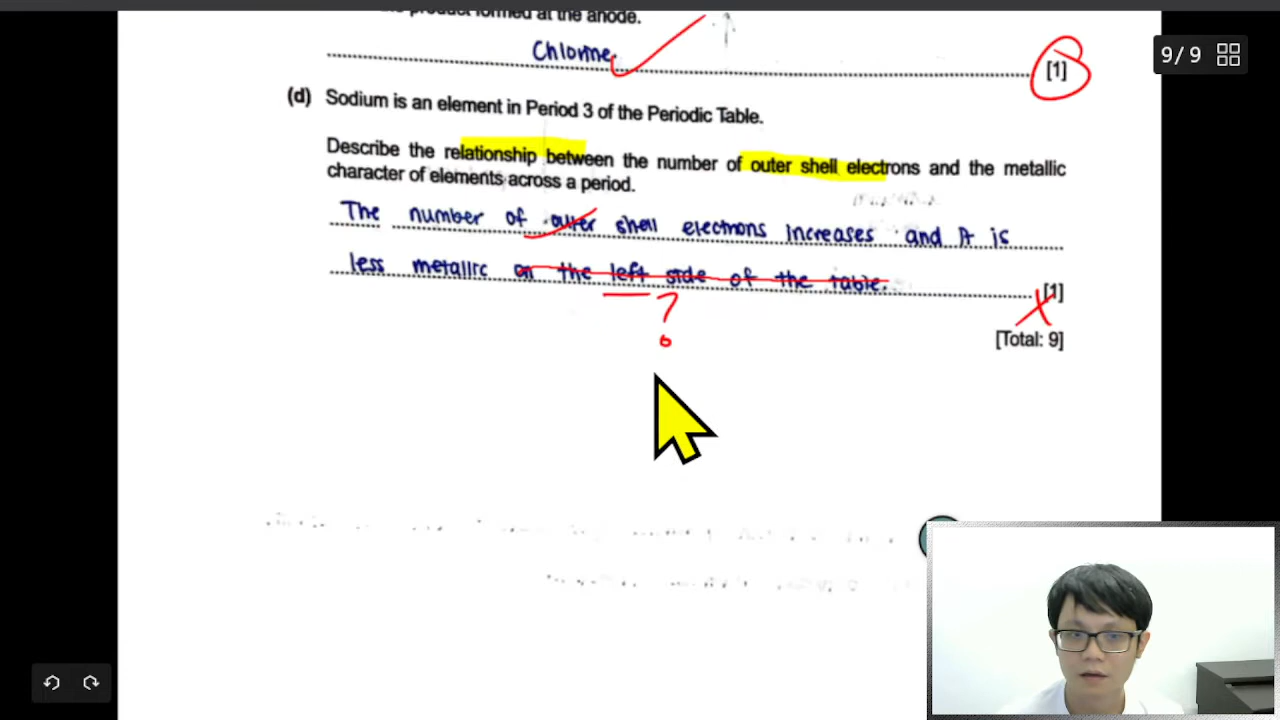 product formed at the anode.
Chlorine
[1]
9/9
(d) Sodium is an element in Period 3 of the Periodic Table.
Describe the relationship between the number of outer shell electrons and the metallic
character of elements across a period.
The number of outer shell electrons increases and it is
less metallic on the left side of the table.
[1]
?
[Total: 9]